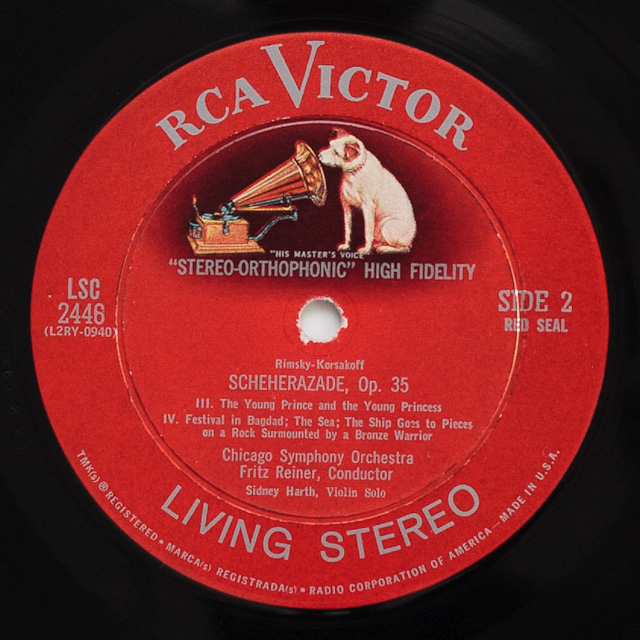 RCA VICTOR
"HIS MASTER'S VOICE"
"STEREO-ORTHOPHONIC" HIGH FIDELITY
LSC
2446
(L2RY-0940)
SIDE 2
RED SEAL
Rimsky-Korsakoff
SCHEHERAZADE, Op. 35
III. The Young Prince and the Young Princess
IV. Festival in Bagdad; The Sea; The Ship Goes to Pieces
on a Rock Surmounted by a Bronze Warrior
Chicago Symphony Orchestra
Fritz Reiner, Conductor
Sidney Harth, Violin Solo
LIVING STEREO
TMK(s) ® REGISTERED • MARCA(s) REGISTRADA(s) • RADIO CORPORATION OF AMERICA—MADE IN U.S.A.